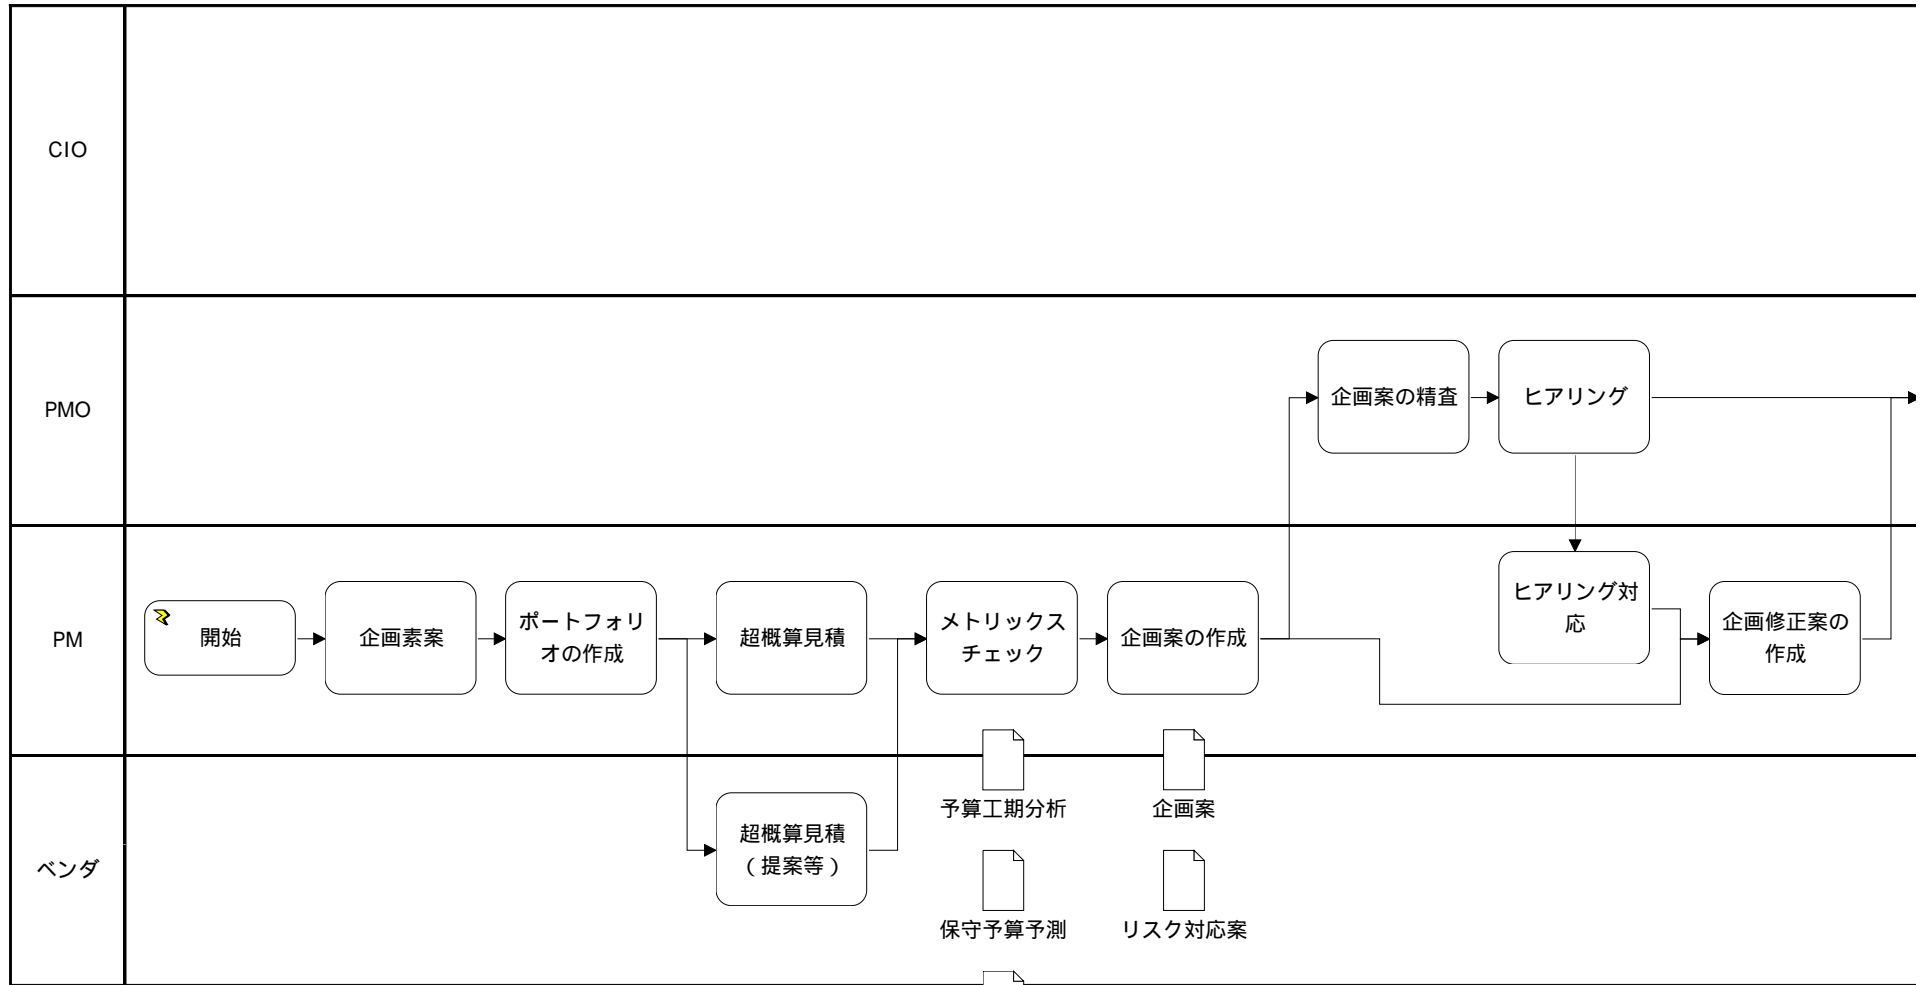 CIO
PMO
企画案の精査
ヒアリング
PM
開始
企画素案
ポートフォリ
オの作成
超概算見積
メトリックス
チェック
企画案の作成
ヒアリング対
応
企画修正案の
作成
ベンダ
超概算見積
（提案等）
予算工期分析
企画案
保守予算予測
リスク対応案